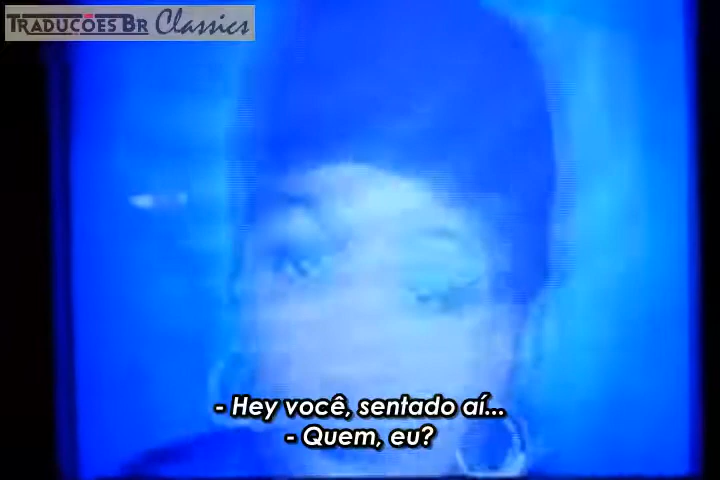 TRADUÇÕES BR Classics
- Hey você, sentado aí...
- Quem, eu?